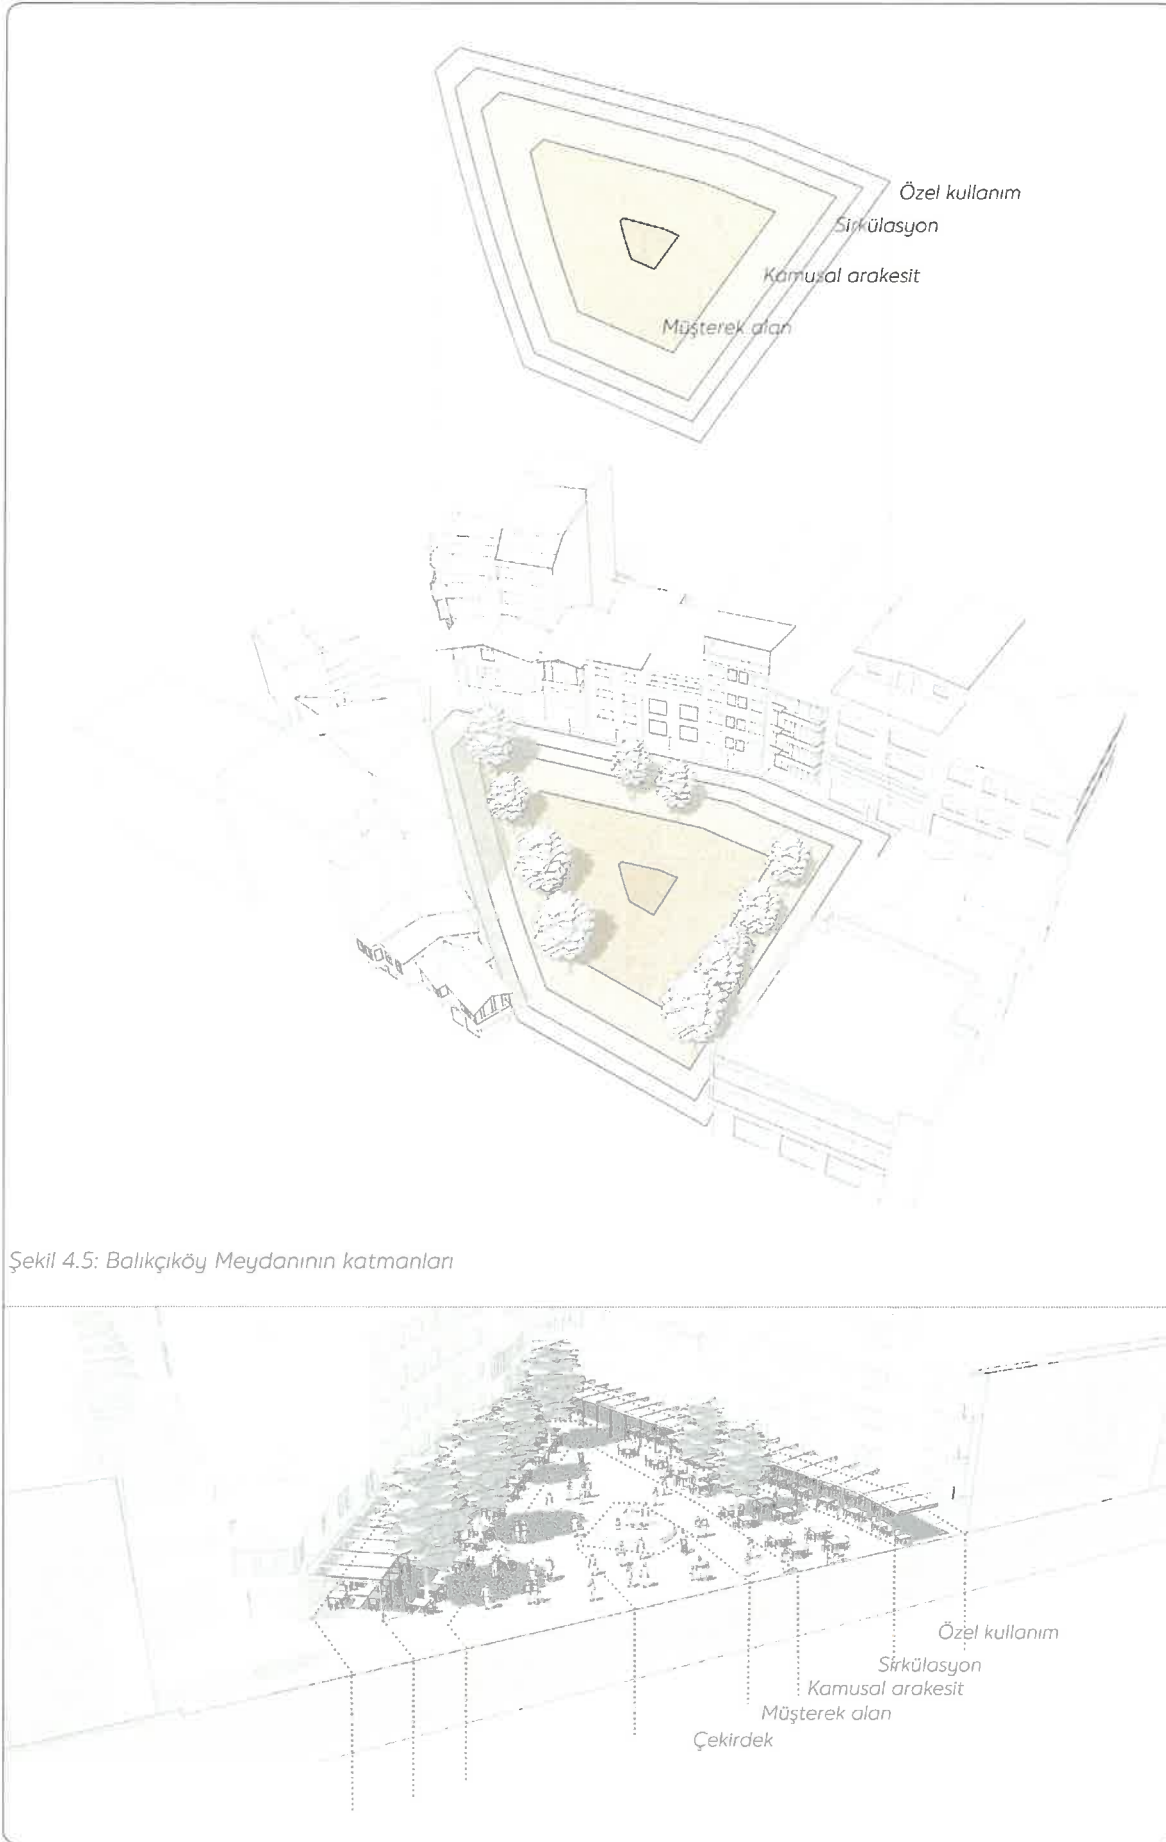 Özel kullanım
Sirkülasyon
Kamusal arakesit
Müşterek alan
Şekil 4.5: Balıkçıköy Meydanının katmanları
Özel kullanım
Sirkülasyon
Kamusal arakesit
Müşterek alan
Çekirdek